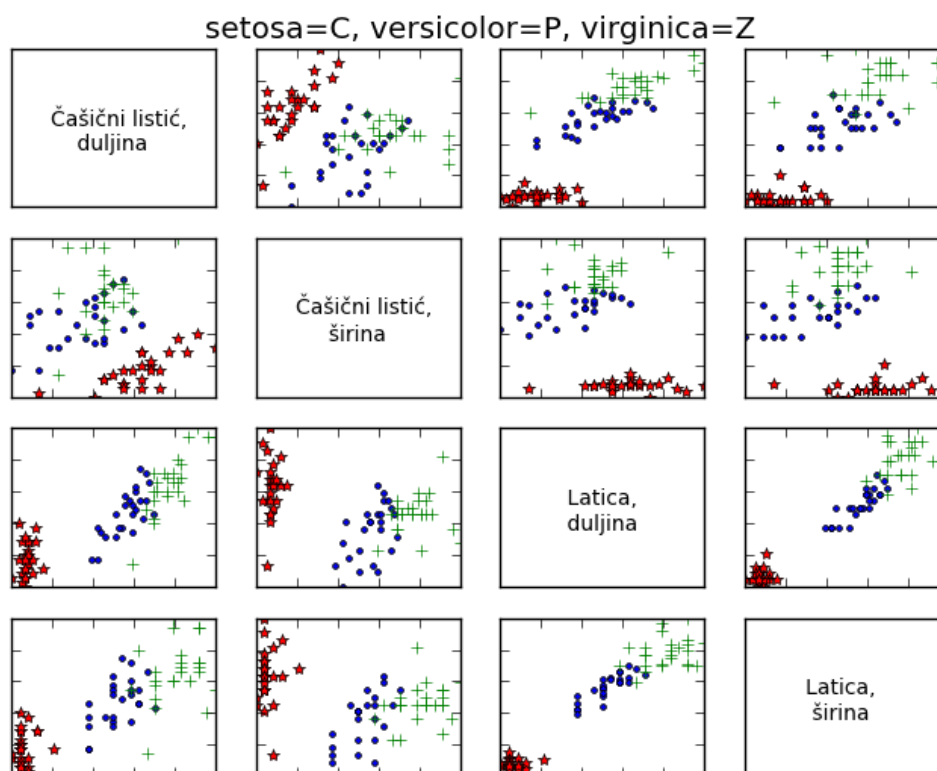 setosa=C, versicolor=P, virginica=Z
Čašični listić,
duljina
Čašični listić,
širina
Latica,
duljina
Latica,
širina